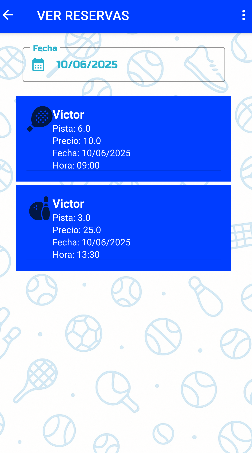 VER RESERVAS
Fecha
10/06/2025
Victor
Pista: 6.0
Precio: 10.0
Fecha: 10/06/2025
Hora: 09:00
Victor
Pista: 3.0
Precio: 25.0
Fecha: 10/06/2025
Hora: 13:30